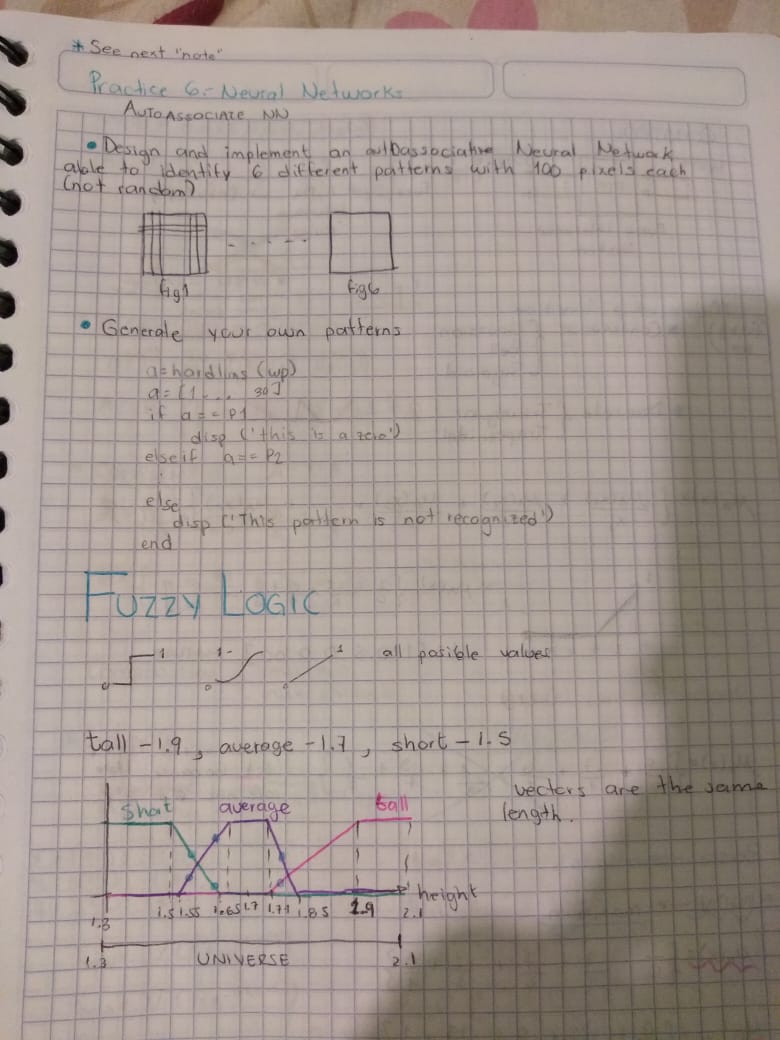 * See next "note"
Practice 6.- Neural Networks
AUTOASSOCIATE NN
• Design and implement an autoassociative Neural Network
able to identify 6 different patterns with 100 pixels each
(not random)
fig1
fig6
• Generale your own patterns
a=hardlims (wp)
a= [1 . . . 30]
if a == P1
disp ('this is a zero')
elseif a== P2
else
disp ('This pattern is not recognized')
end
FUZZY LOGIC
0 1 1- 0 0 1 all posible values
tall - 1.9, average - 1.7, short - 1.5
vectors are the same
length.
short average tall
height
1.3 1.5 1.55 1.65 1.7 1.85 1.9 2.1
1.3 UNIVERSE 2.1